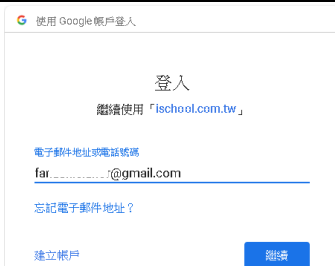 使用 Google 帳戶登入
登入
繼續使用「ischool.com.tw」
電子郵件地址或電話號碼
@gmail.com
忘記電子郵件地址？
建立帳戶
繼續